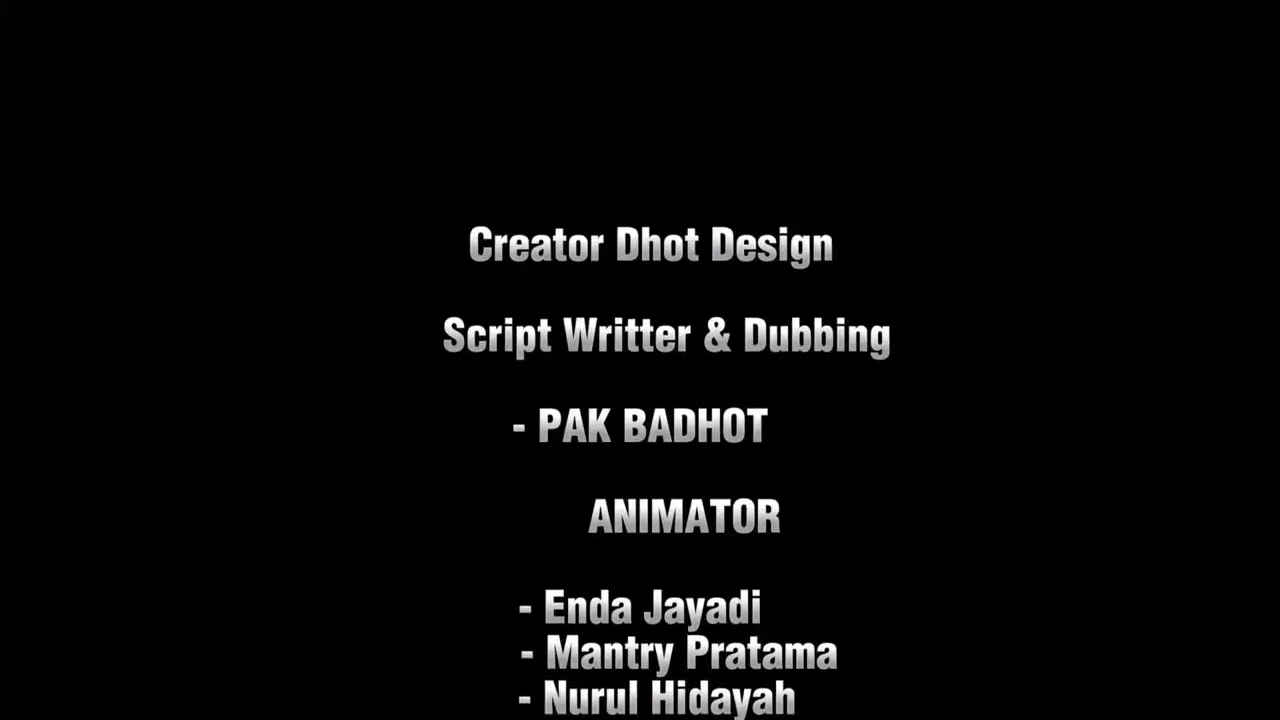 Creator Dhot Design
Script Writter & Dubbing
- PAK BADHOT
ANIMATOR
- Enda Jayadi
- Mantry Pratama
- Nurul Hidayah